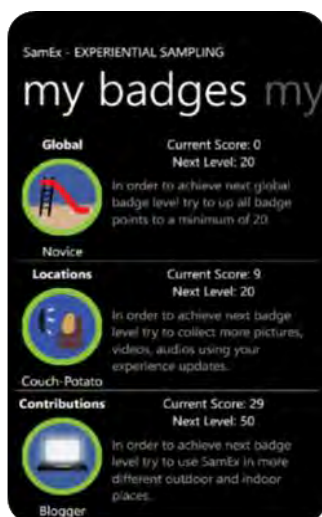 SamEx - EXPERIENTIAL SAMPLING
my badges my
Global
Current Score: 0
Next Level: 20
In order to achieve next global
badge level try to up all badge
points to a minimum of 20.
Novice
Locations
Current Score: 9
Next Level: 20
In order to achieve next badge
level try to collect more pictures,
videos, audios using your
experience updates.
Couch-Potato
Contributions
Current Score: 29
Next Level: 50
In order to achieve next badge
level try to use SamEx in more
different outdoor and indoor
places.
Blogger